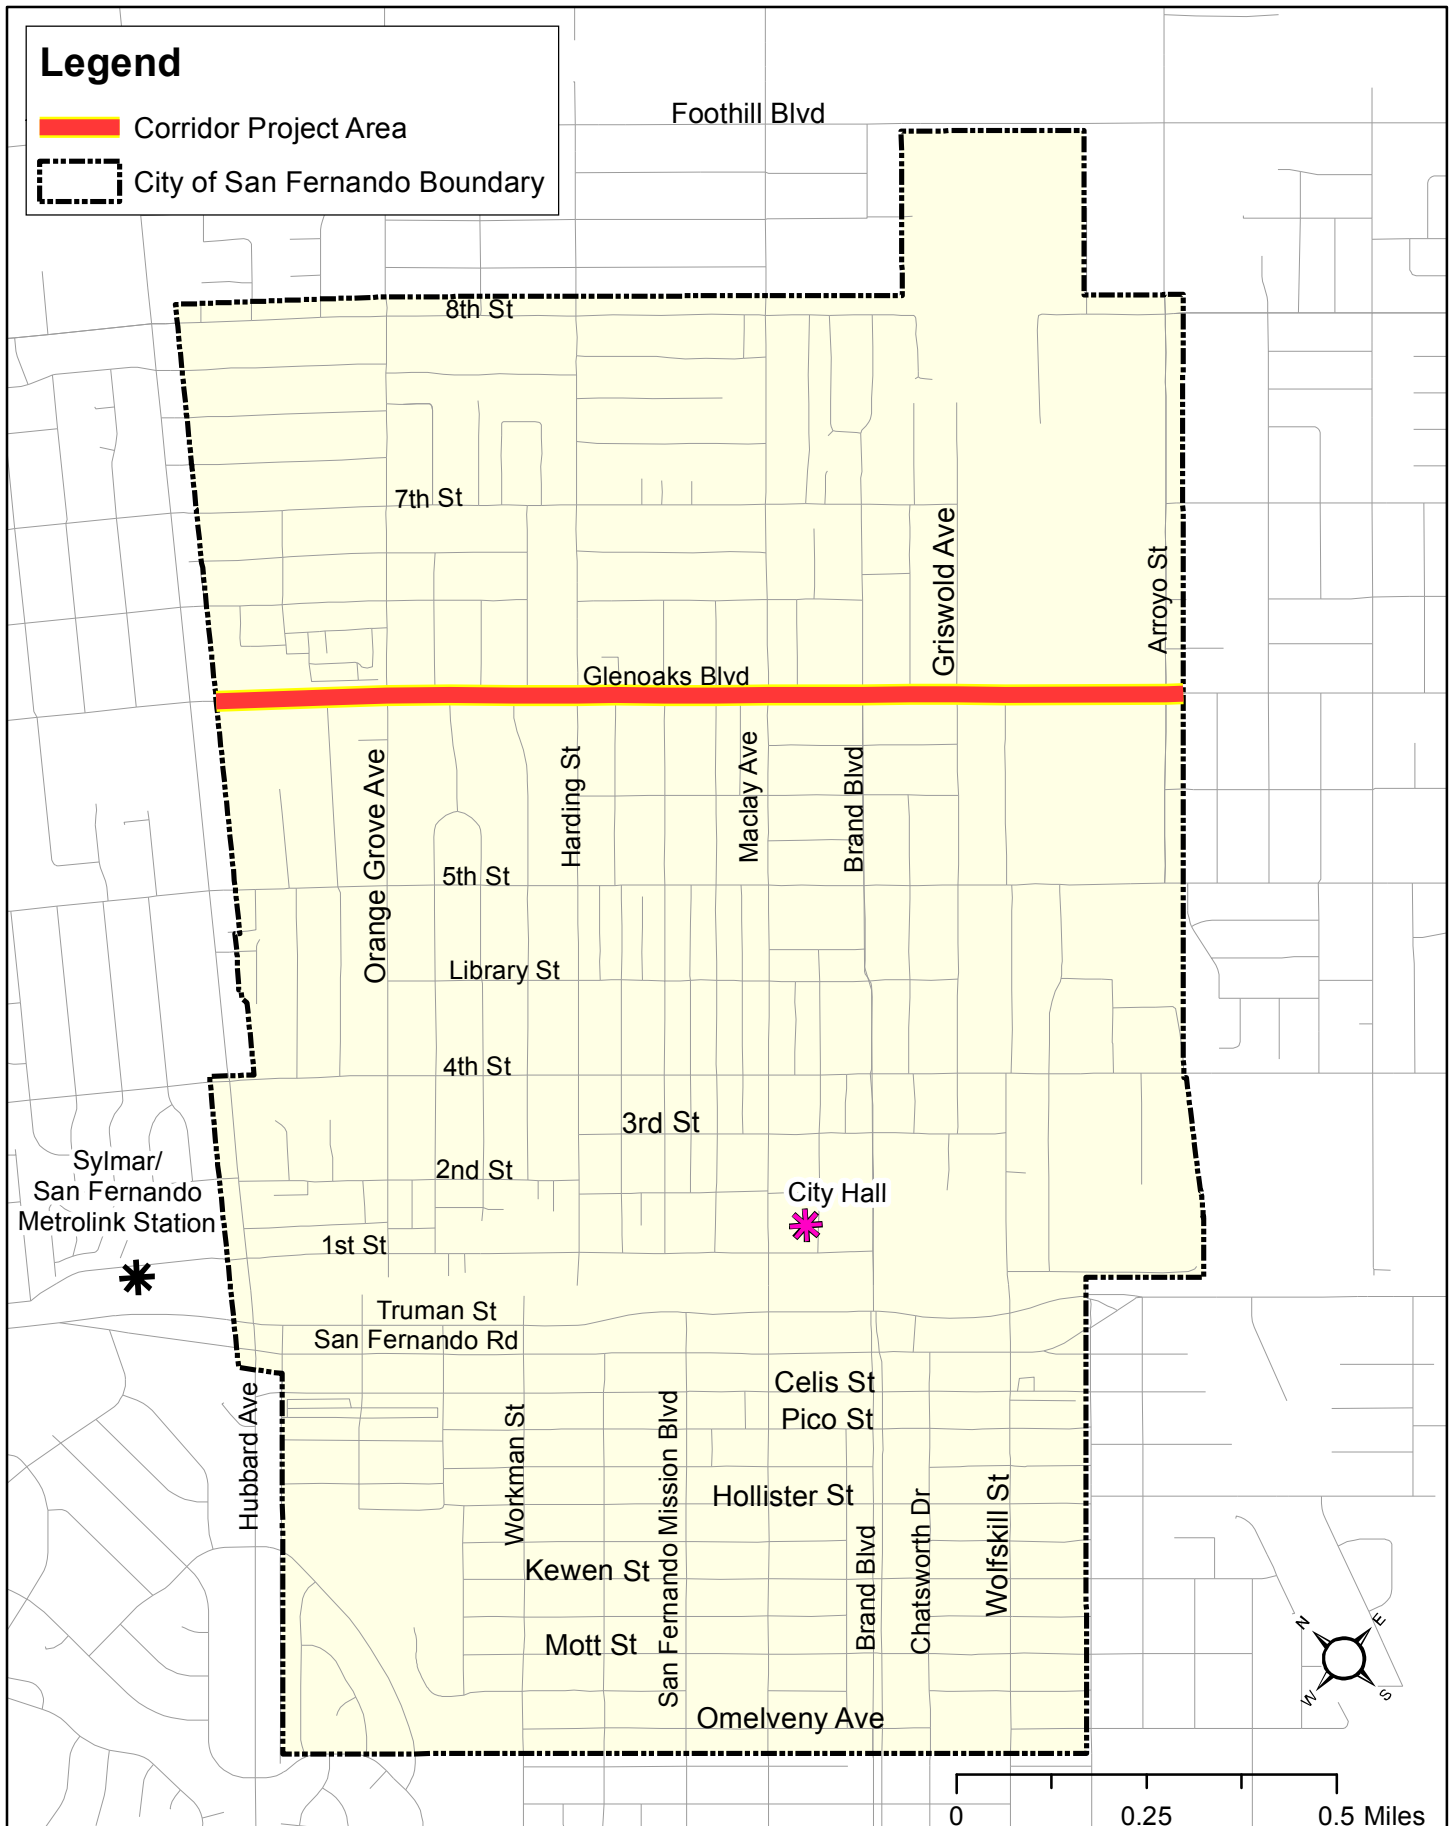 Legend
Corridor Project Area
City of San Fernando Boundary
Foothill Blvd
8th St
7th St
Griswold Ave
Arroyo St
Glenoaks Blvd
Orange Grove Ave
Harding St
Maclay Ave
Brand Blvd
5th St
Library St
4th St
3rd St
2nd St
Sylmar/
San Fernando
Metrolink Station
City Hall
1st St
Truman St
San Fernando Rd
Celis St
Pico St
Hubbard Ave
Workman St
San Fernando Mission Blvd
Hollister St
Brand Blvd
Chatsworth Dr
Wolfskill St
Kewen St
Mott St
Omelveny Ave
N
E
W
S
0 0.25 0.5 Miles